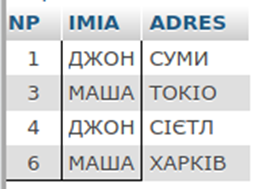 NP IMIA ADRES
1 ДЖОН СУМИ
3 МАША ТОКІО
4 ДЖОН СІЄТЛ
6 МАША ХАРКІВ